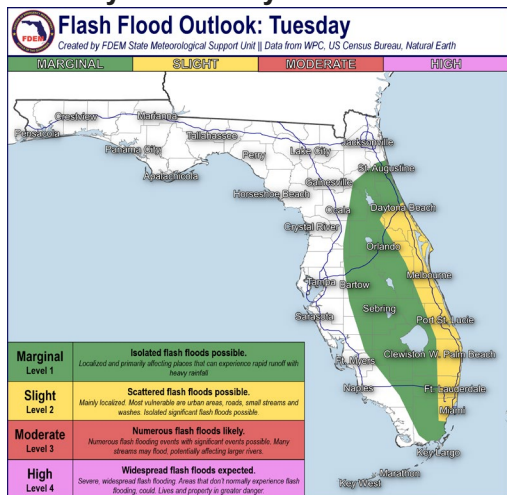 FDEM
Flash Flood Outlook: Tuesday
Created by FDEM State Meteorological Support Unit || Data from WPC, US Census Bureau, Natural Earth
MARGINAL SLIGHT MODERATE HIGH
Crestview Marianna
Pensacola Tallahassee Jacksonville
Panama City Perry Lake City
Apalachicola Gainesville St. Augustine
Horseshoe Beach
Ocala Daytona Beach
Crystal River
Orlando
Tampa Bartow Melbourne
Sarasota Sebring Port St. Lucie
Ft. Myers Clewiston W. Palm Beach
Naples Ft. Lauderdale
Miami
Key Largo
Marathon
Key West
Marginal
Level 1
Isolated flash floods possible.
Localized and primarily affecting places that can experience rapid runoff with
heavy rainfall
Slight
Level 2
Scattered flash floods possible.
Mainly localized. Most vulnerable are urban areas, roads, small streams and
washes. Isolated significant flash floods possible.
Moderate
Level 3
Numerous flash floods likely.
Numerous flash flooding events with significant events possible. Many
streams may flood, potentially affecting larger rivers.
High
Level 4
Widespread flash floods expected.
Severe, widespread flash flooding. Areas that don't normally experience flash
flooding, could. Lives and property in greater danger.